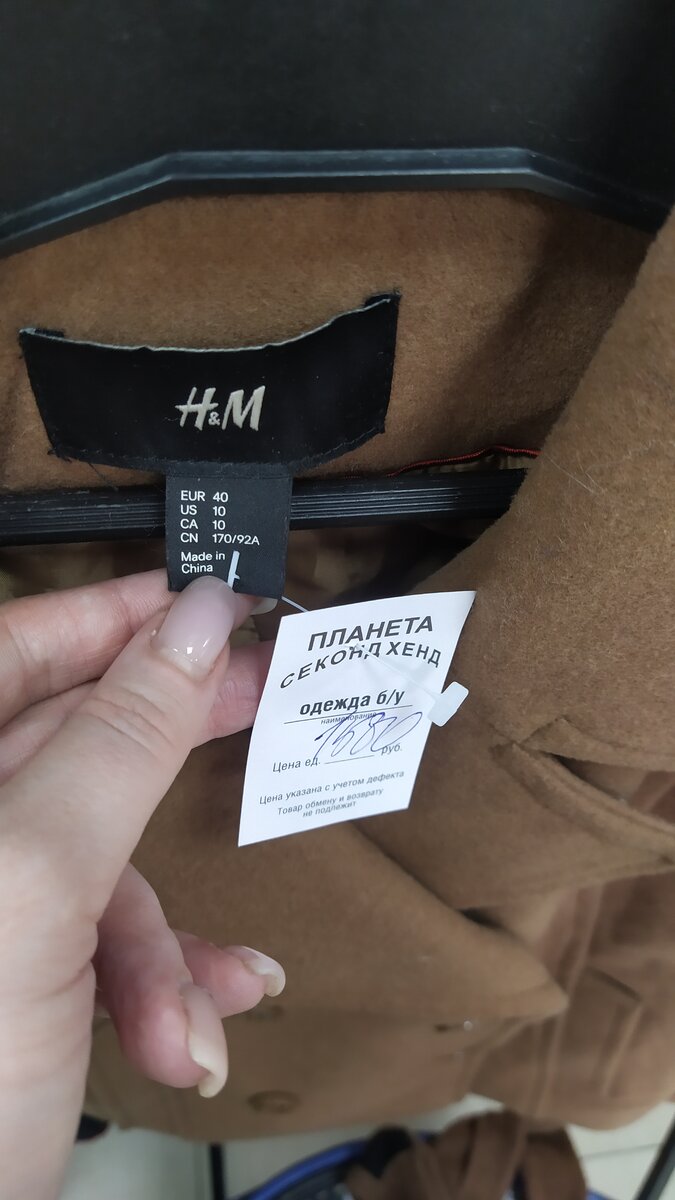 H&M
EUR 40
US 10
CA 10
CN 170/92A
Made in
China
ПЛАНЕТА
СЕКОНД ХЕНД
одежда б/у
наименование
Цена ед. руб.
Цена указана с учетом дефекта
Товар обмену и возврату
не подлежит